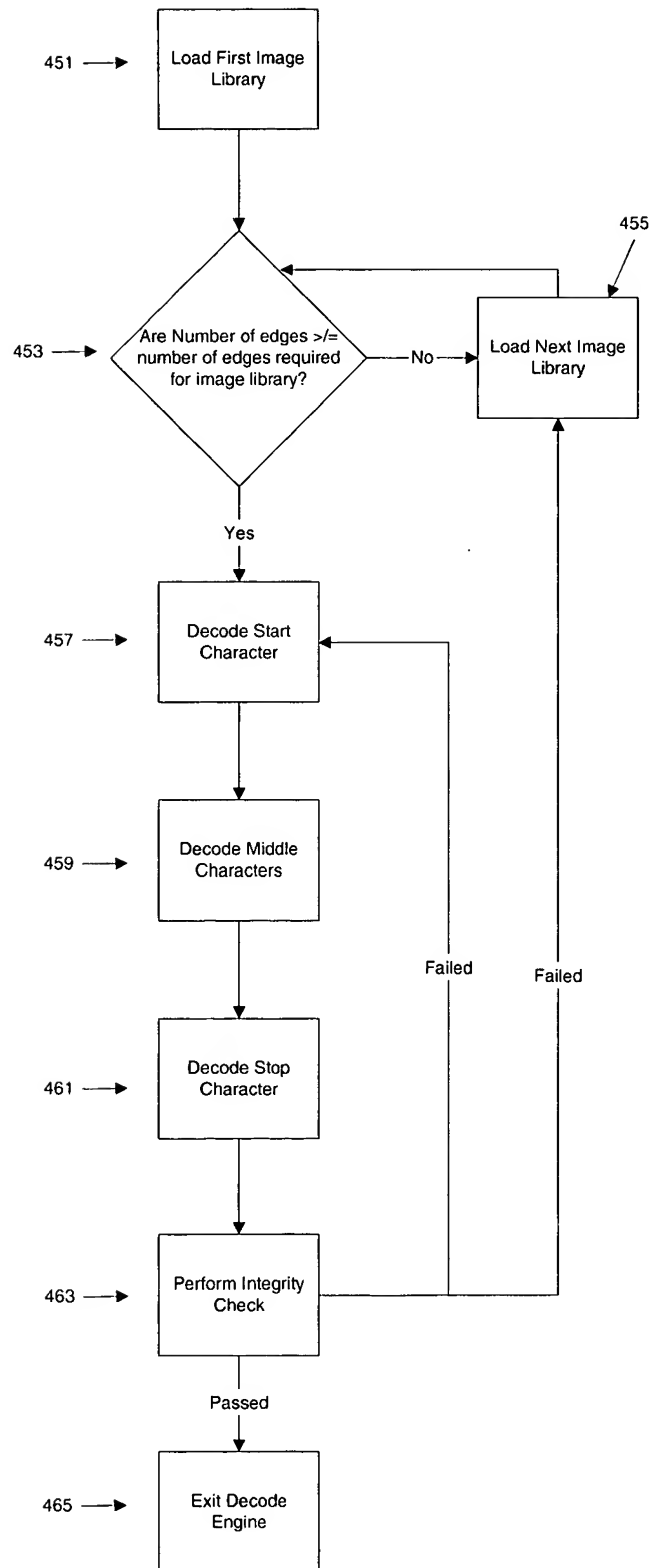 451
Load First Image
Library
455
453
Are Number of edges >/=
number of edges required
for image library?
No
Load Next Image
Library
Yes
457
Decode Start
Character
459
Decode Middle
Characters
Failed
Failed
461
Decode Stop
Character
463
Perform Integrity
Check
Passed
465
Exit Decode
Engine